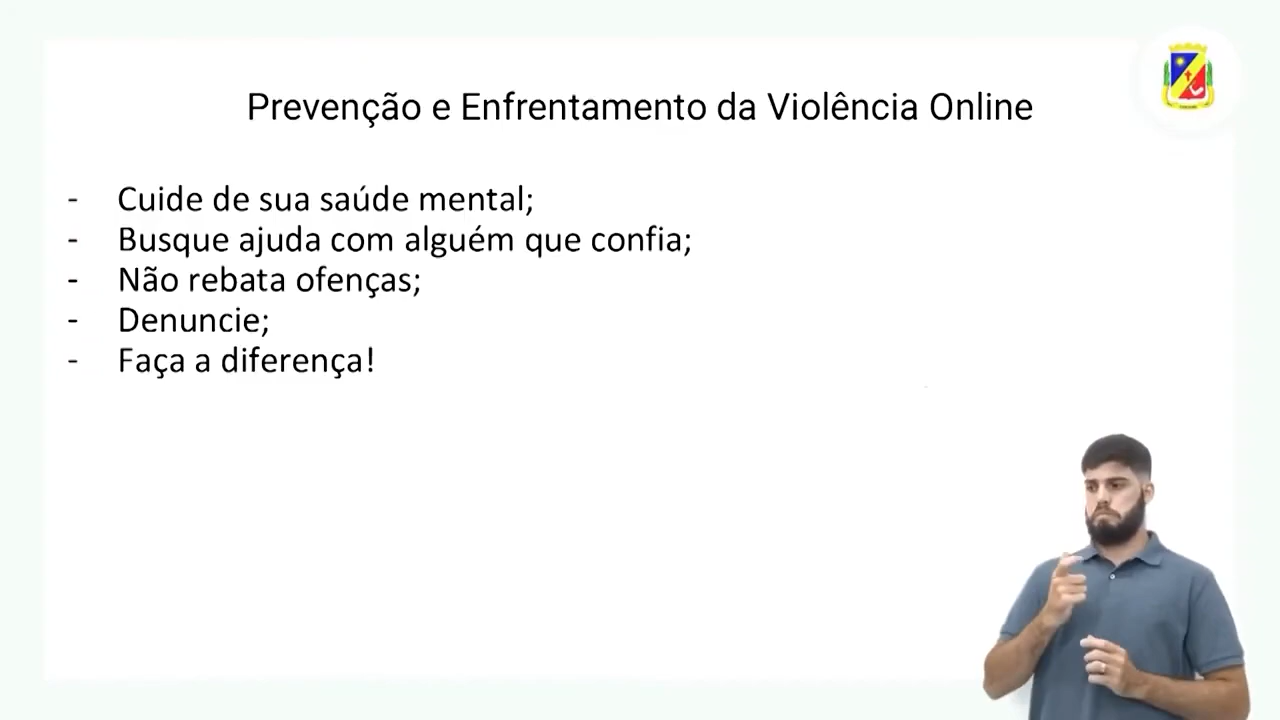 Prevenção e Enfrentamento da Violência Online
- Cuide de sua saúde mental;
- Busque ajuda com alguém que confia;
- Não rebata ofenças;
- Denuncie;
- Faça a diferença!